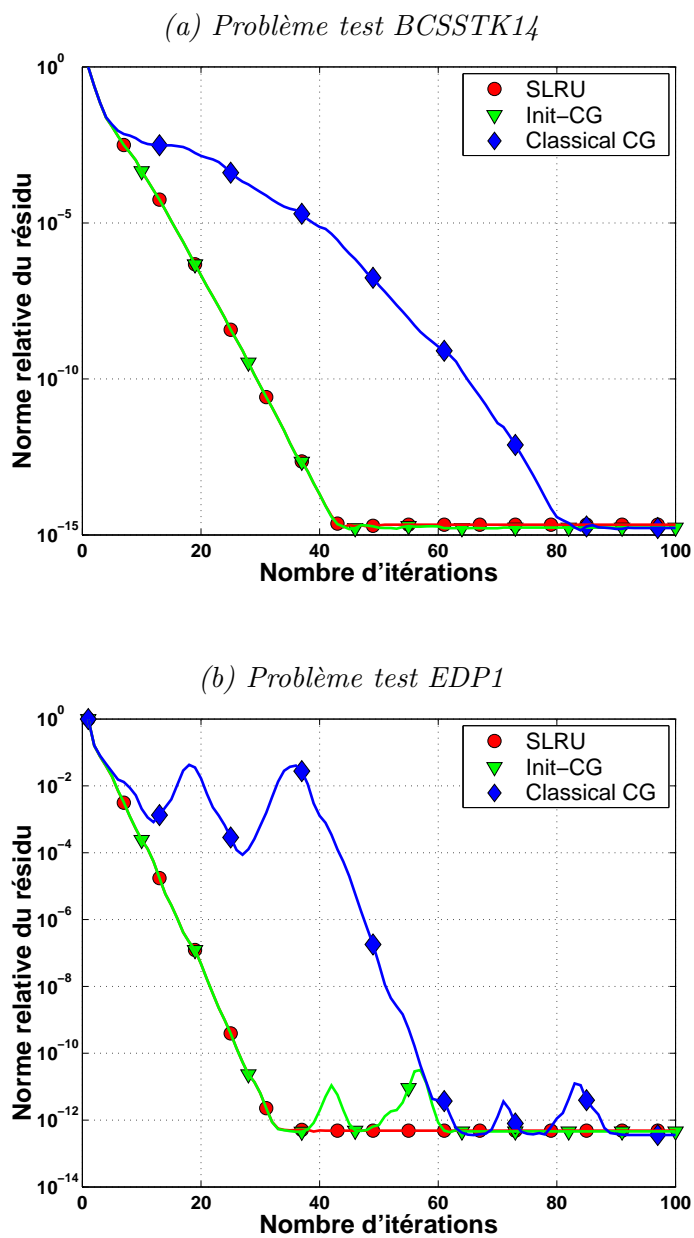 (a) Problème test BCSSTK14
10^0
10^−5
10^−10
10^−15
Norme relative du résidu
SLRU
Init−CG
Classical CG
0 20 40 60 80 100
Nombre d'itérations
(b) Problème test EDP1
10^0
10^−2
10^−4
10^−6
10^−8
10^−10
10^−12
10^−14
Norme relative du résidu
SLRU
Init−CG
Classical CG
0 20 40 60 80 100
Nombre d'itérations